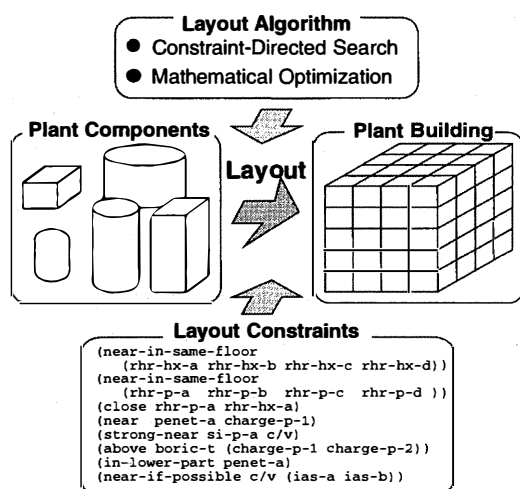 Layout Algorithm
● Constraint-Directed Search
● Mathematical Optimization
Plant Components
Plant Building
Layout
Layout Constraints
(near-in-same-floor
(rhr-hx-a rhr-hx-b rhr-hx-c rhr-hx-d))
(near-in-same-floor
(rhr-p-a rhr-p-b rhr-p-c rhr-p-d ))
(close rhr-p-a rhr-hx-a)
(near penet-a charge-p-1)
(strong-near si-p-a c/v)
(above boric-t (charge-p-1 charge-p-2))
(in-lower-part penet-a)
(near-if-possible c/v (ias-a ias-b))